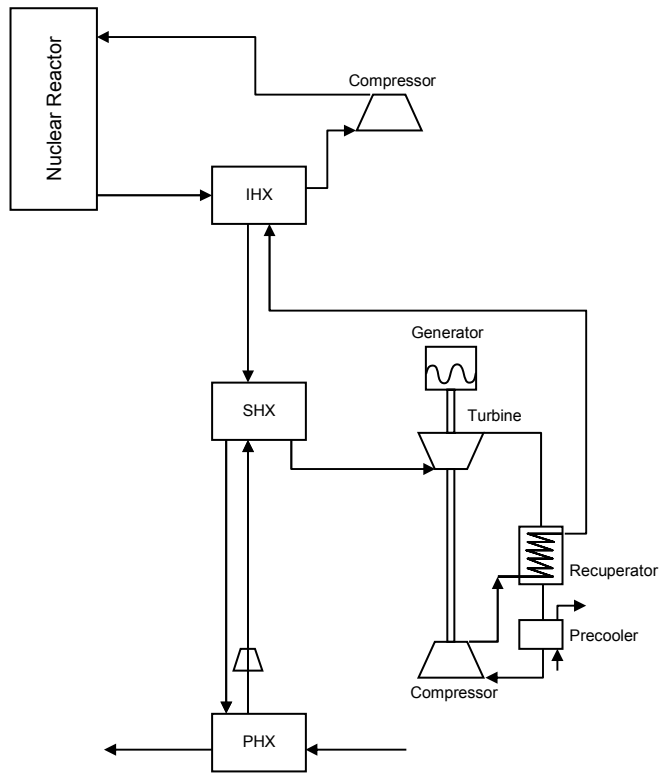 Nuclear Reactor
Compressor
IHX
Generator
SHX
Turbine
Recuperator
Precooler
Compressor
PHX